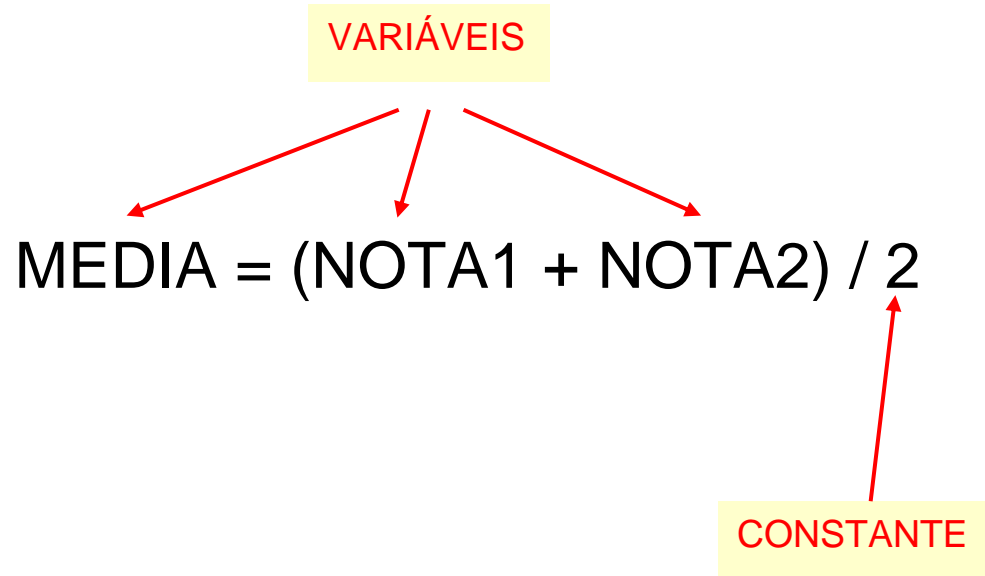 VARIÁVEIS
MEDIA = (NOTA1 + NOTA2) / 2
CONSTANTE